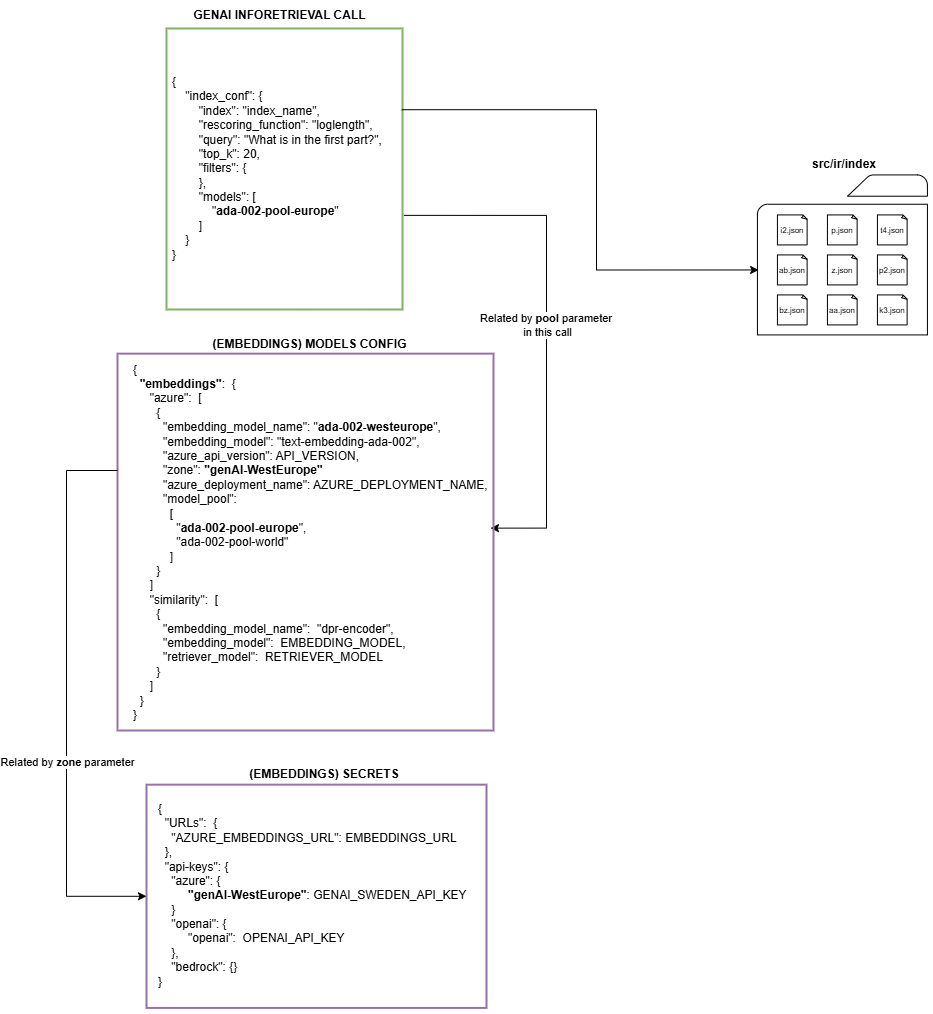 GENAI INFORETRIEVAL CALL
{
"index_conf": {
"index": "index_name",
"rescoring_function": "loglength",
"query": "What is in the first part?",
"top_k": 20,
"filters": {
},
"models": [
"ada-002-pool-europe"
]
}
}
src/ir/index
i2.json
p.json
t4.json
ab.json
z.json
p2.json
bz.json
aa.json
k3.json
Related by pool parameter
in this call
(EMBEDDINGS) MODELS CONFIG
{
"embeddings": {
"azure": [
{
"embedding_model_name": "ada-002-westeurope",
"embedding_model": "text-embedding-ada-002",
"azure_api_version": API_VERSION,
"zone": "genAI-WestEurope"
"azure_deployment_name": AZURE_DEPLOYMENT_NAME,
"model_pool":
[
"ada-002-pool-europe",
"ada-002-pool-world"
]
}
]
"similarity": [
{
"embedding_model_name": "dpr-encoder",
"embedding_model": EMBEDDING_MODEL,
"retriever_model": RETRIEVER_MODEL
}
]
}
}
Related by zone parameter
(EMBEDDINGS) SECRETS
{
"URLs": {
"AZURE_EMBEDDINGS_URL": EMBEDDINGS_URL
},
"api-keys": {
"azure": {
"genAI-WestEurope": GENAI_SWEDEN_API_KEY
}
"openai": {
"openai": OPENAI_API_KEY
},
"bedrock": {}
}